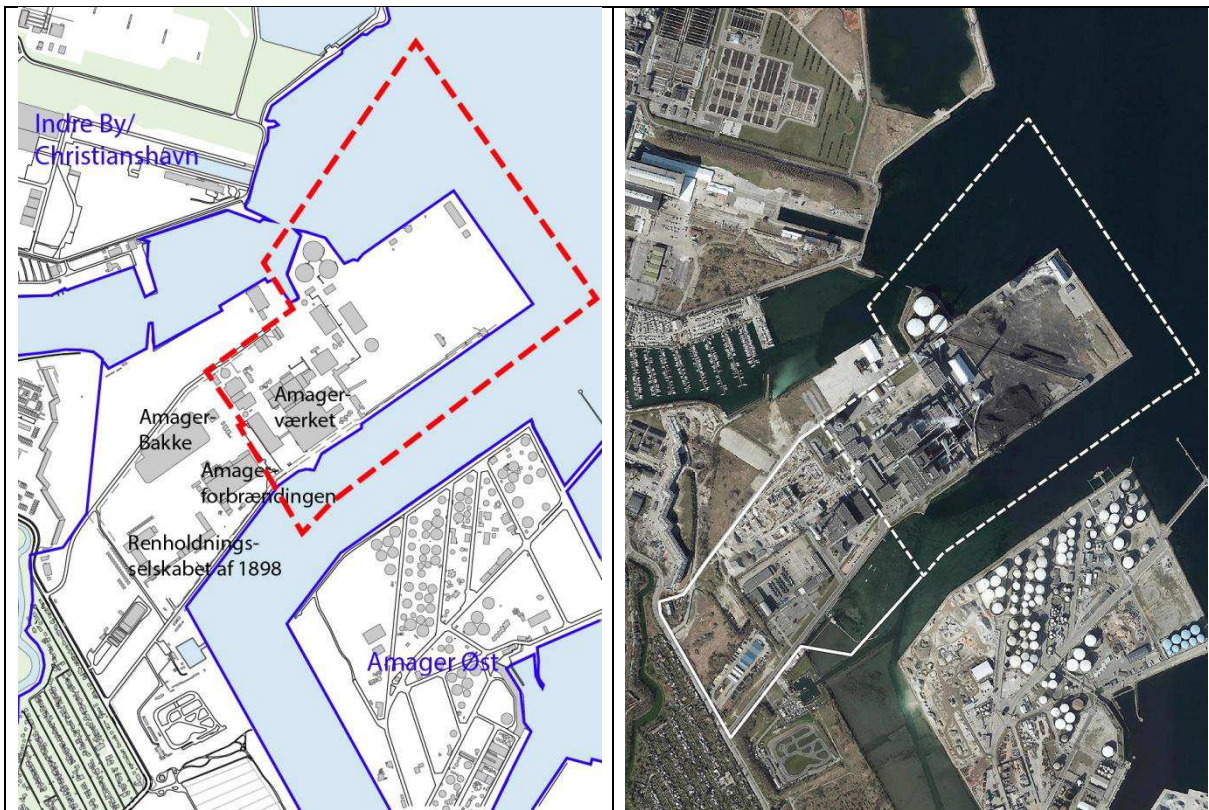 Indre By/
Christianshavn
Amager-
værket
Amager-
Bakke
Amager-
forbrændingen
Renholdnings-
selskabet af 1898
Amager Øst